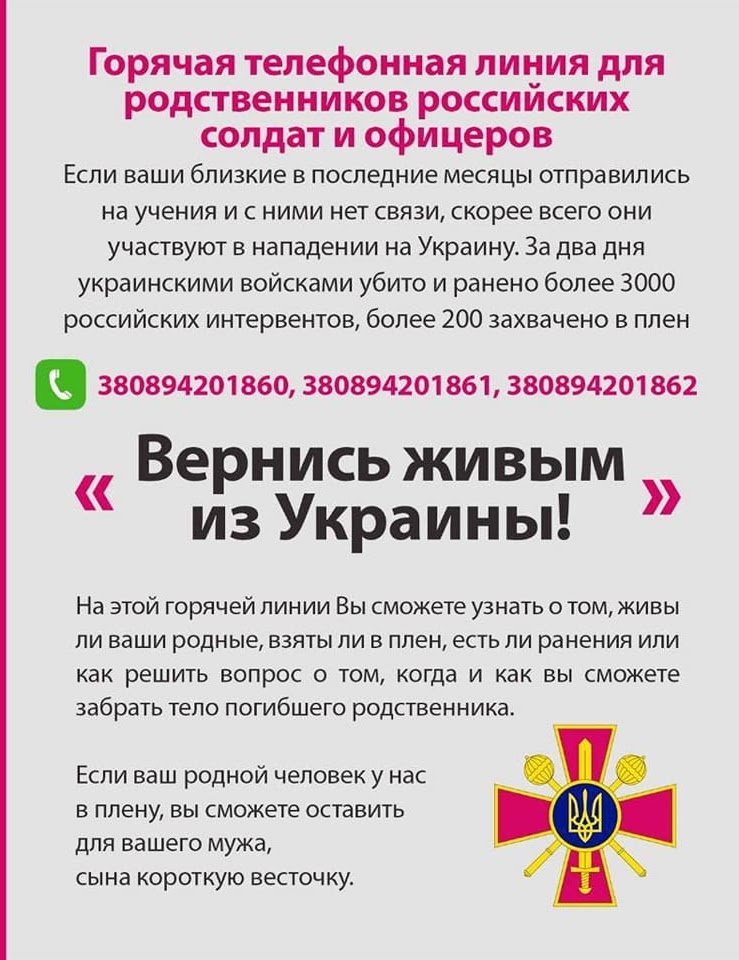 Горячая телефонная линия для
родственников российских
солдат и офицеров
Если ваши близкие в последние месяцы отправились
на учения и с ними нет связи, скорее всего они
участвуют в нападении на Украину. За два дня
украинскими войсками убито и ранено более 3000
российских интервентов, более 200 захвачено в плен
380894201860, 380894201861, 380894201862
« Вернись живым
из Украины! »
На этой горячей линии Вы сможете узнать о том, живы
ли ваши родные, взяты ли в плен, есть ли ранения или
как решить вопрос о том, когда и как вы сможете
забрать тело погибшего родственника.
Если ваш родной человек у нас
в плену, вы сможете оставить
для вашего мужа,
сына короткую весточку.